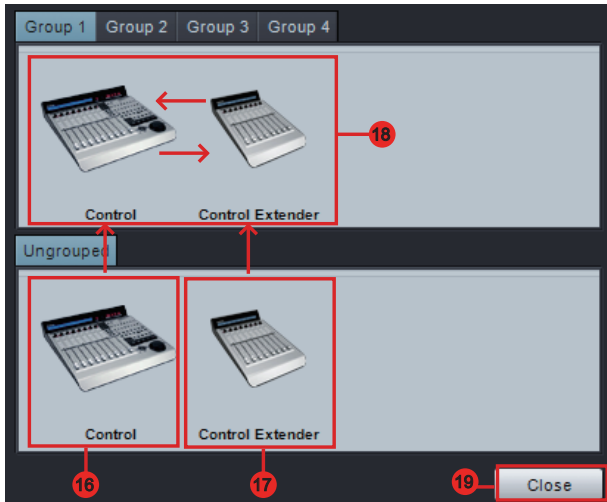 Group 1 Group 2 Group 3 Group 4
18
Control Control Extender
Ungrouped
Control Control Extender
16 17 19 Close